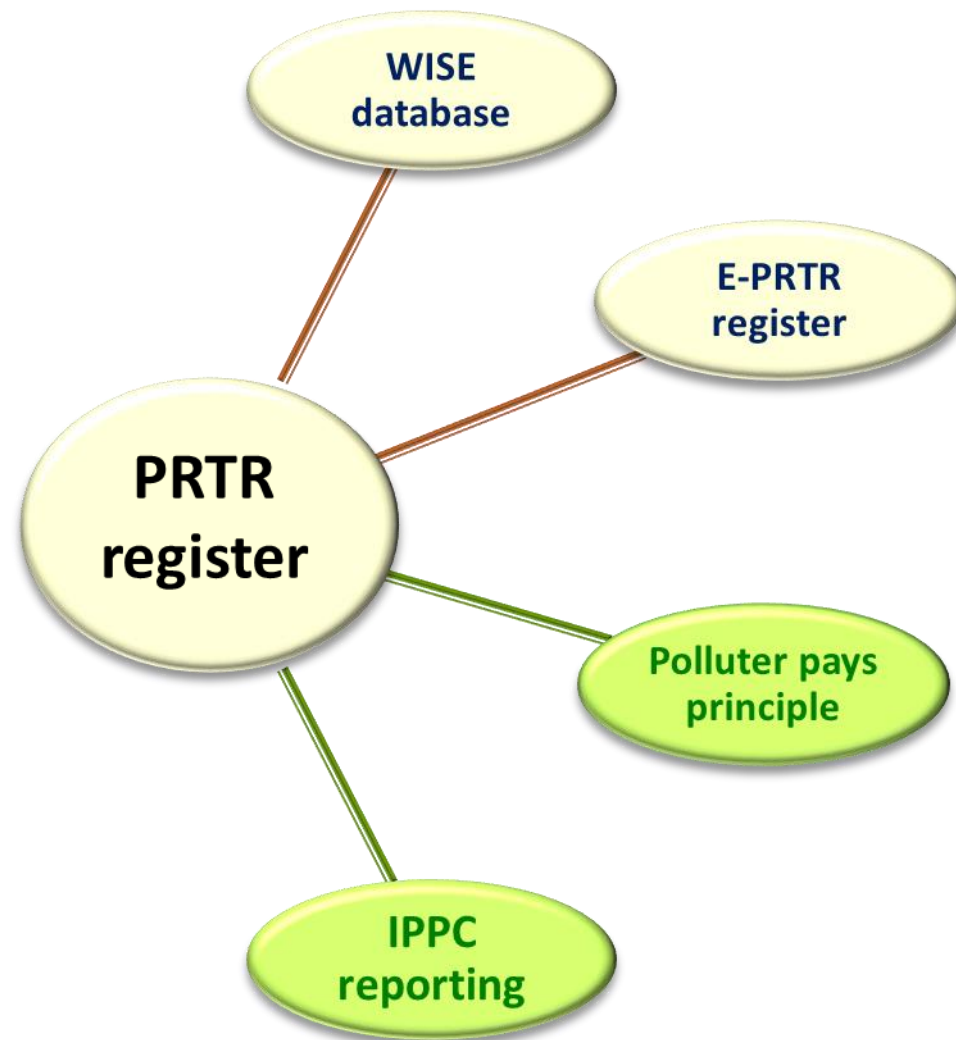 WISE
database
E-PRTR
register
PRTR
register
Polluter pays
principle
IPPC
reporting